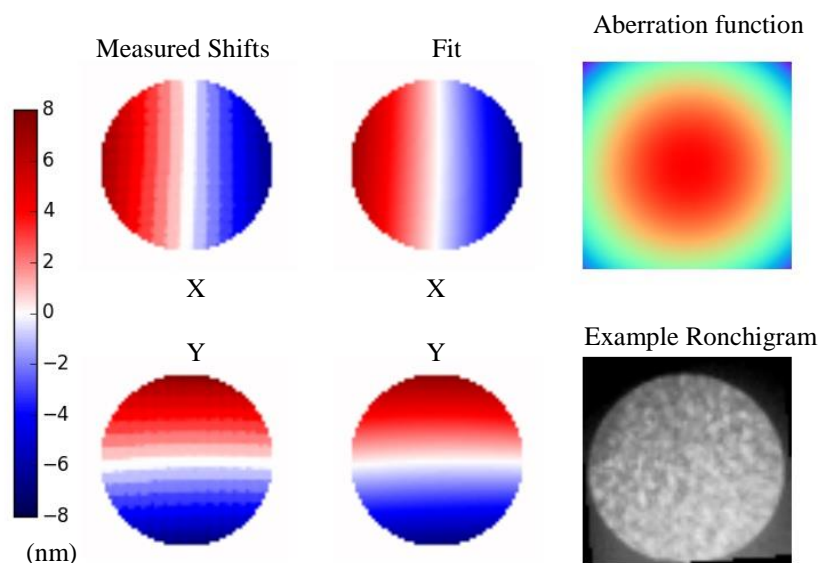 Measured Shifts
Fit
Aberration function
8
6
4
2
0
−2
−4
−6
−8
(nm)
X
X
Y
Y
Example Ronchigram